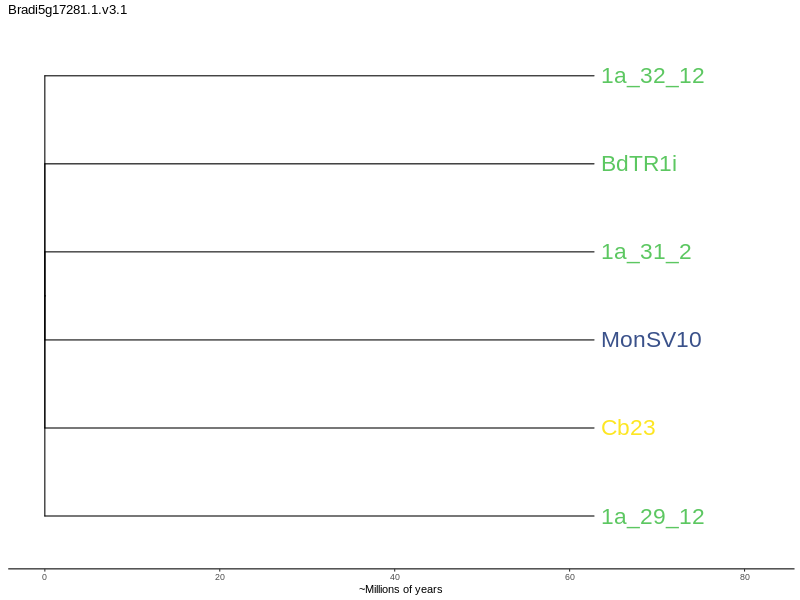 Bradi5g17281.1.v3.1
1a_32_12
BdTR1i
1a_31_2
MonSV10
Cb23
1a_29_12
0 20 40 60 80
~Millions of years